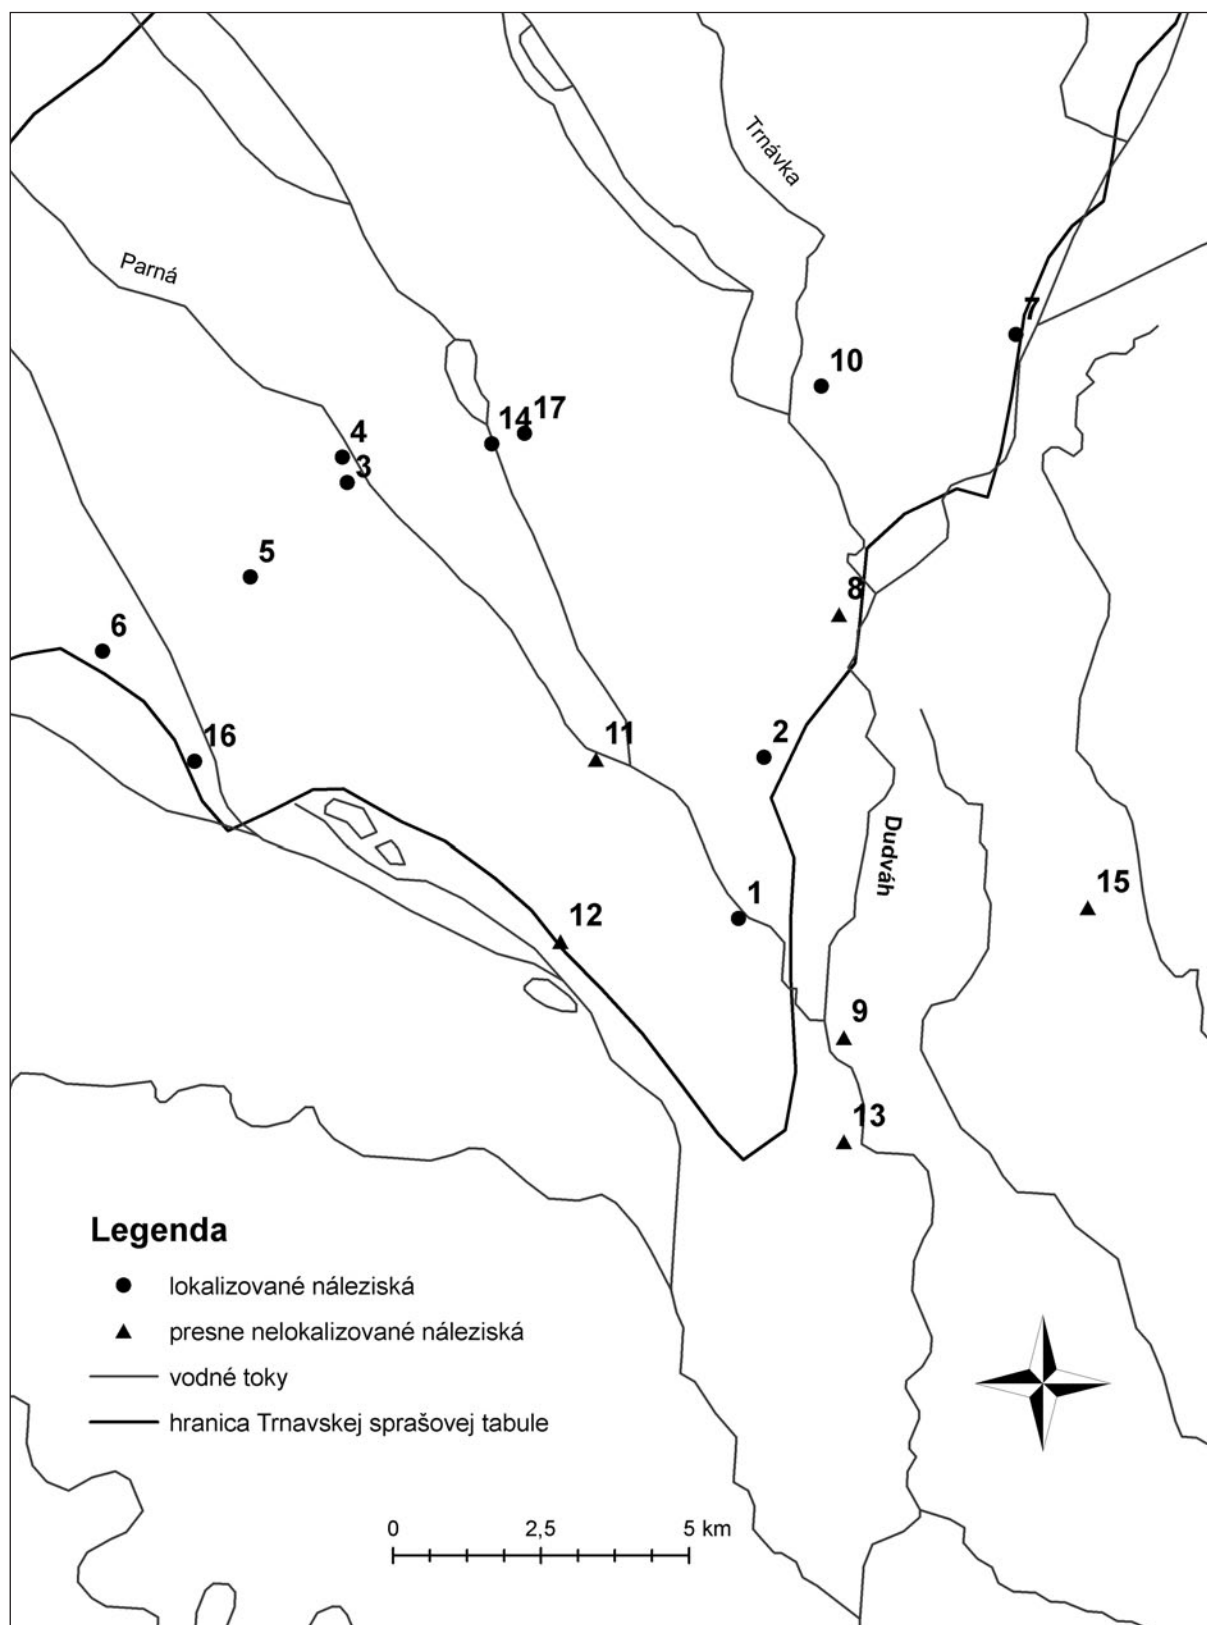 Trnávka
Parná
7
10
17
14
4
3
5
8
6
16
11
2
Dudváh
15
1
12
9
13
Legenda
lokalizované náleziská
presne nelokalizované náleziská
vodné toky
hranica Trnavskej sprašovej tabule
0 2,5 5 km